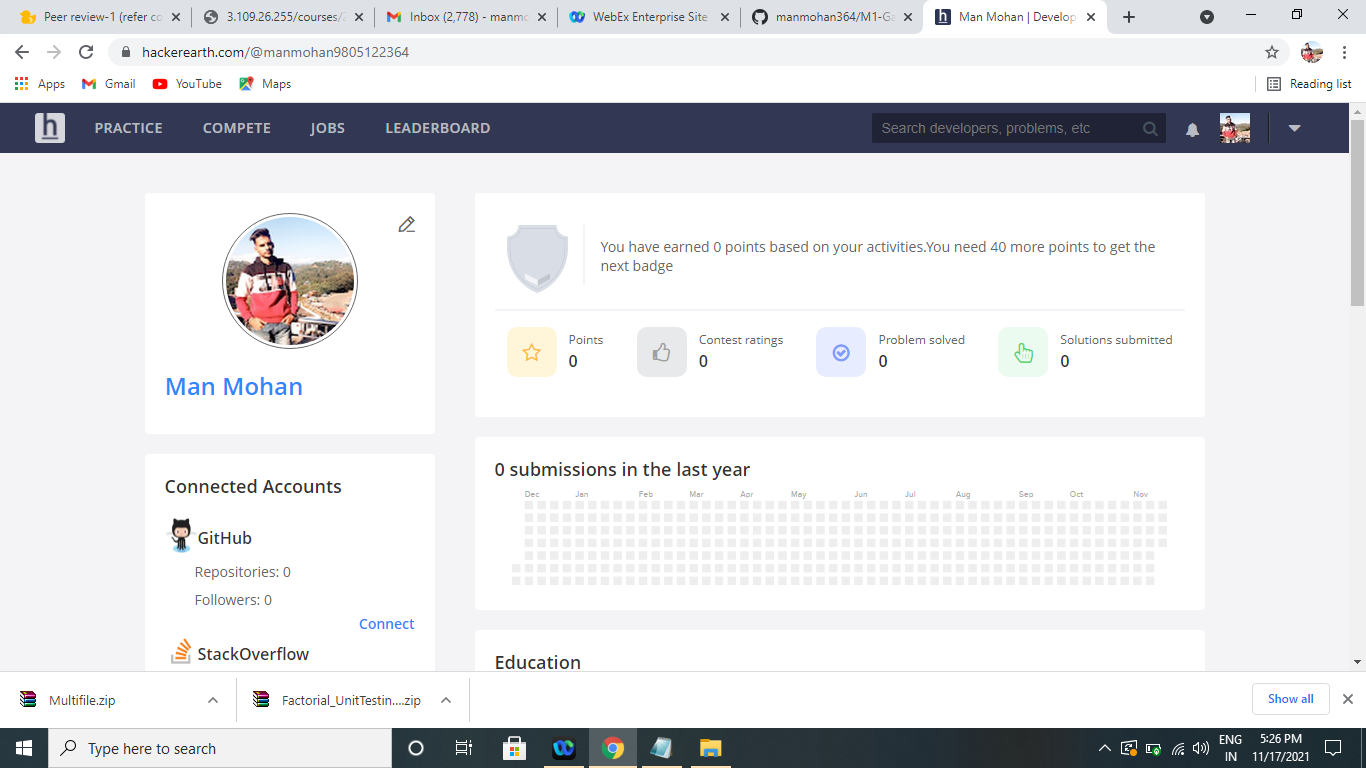 Peer review-1 (refer co
3.109.26.255/courses/
Inbox (2,778) - manmo
WebEx Enterprise Site
manmohan364/M1-Ga
Man Mohan | Develop
hackerearth.com/@manmohan9805122364
Apps
Gmail
YouTube
Maps
Reading list
h
PRACTICE
COMPETE
JOBS
LEADERBOARD
Search developers, problems, etc
Man Mohan
You have earned 0 points based on your activities.You need 40 more points to get the
next badge
Points
0
Contest ratings
0
Problem solved
0
Solutions submitted
0
Connected Accounts
GitHub
Repositories: 0
Followers: 0
Connect
StackOverflow
0 submissions in the last year
Dec Jan Feb Mar Apr May Jun Jul Aug Sep Oct Nov
Education
Multifile.zip
Factorial_UnitTestin....zip
Show all
Type here to search
ENG
IN
5:26 PM
11/17/2021